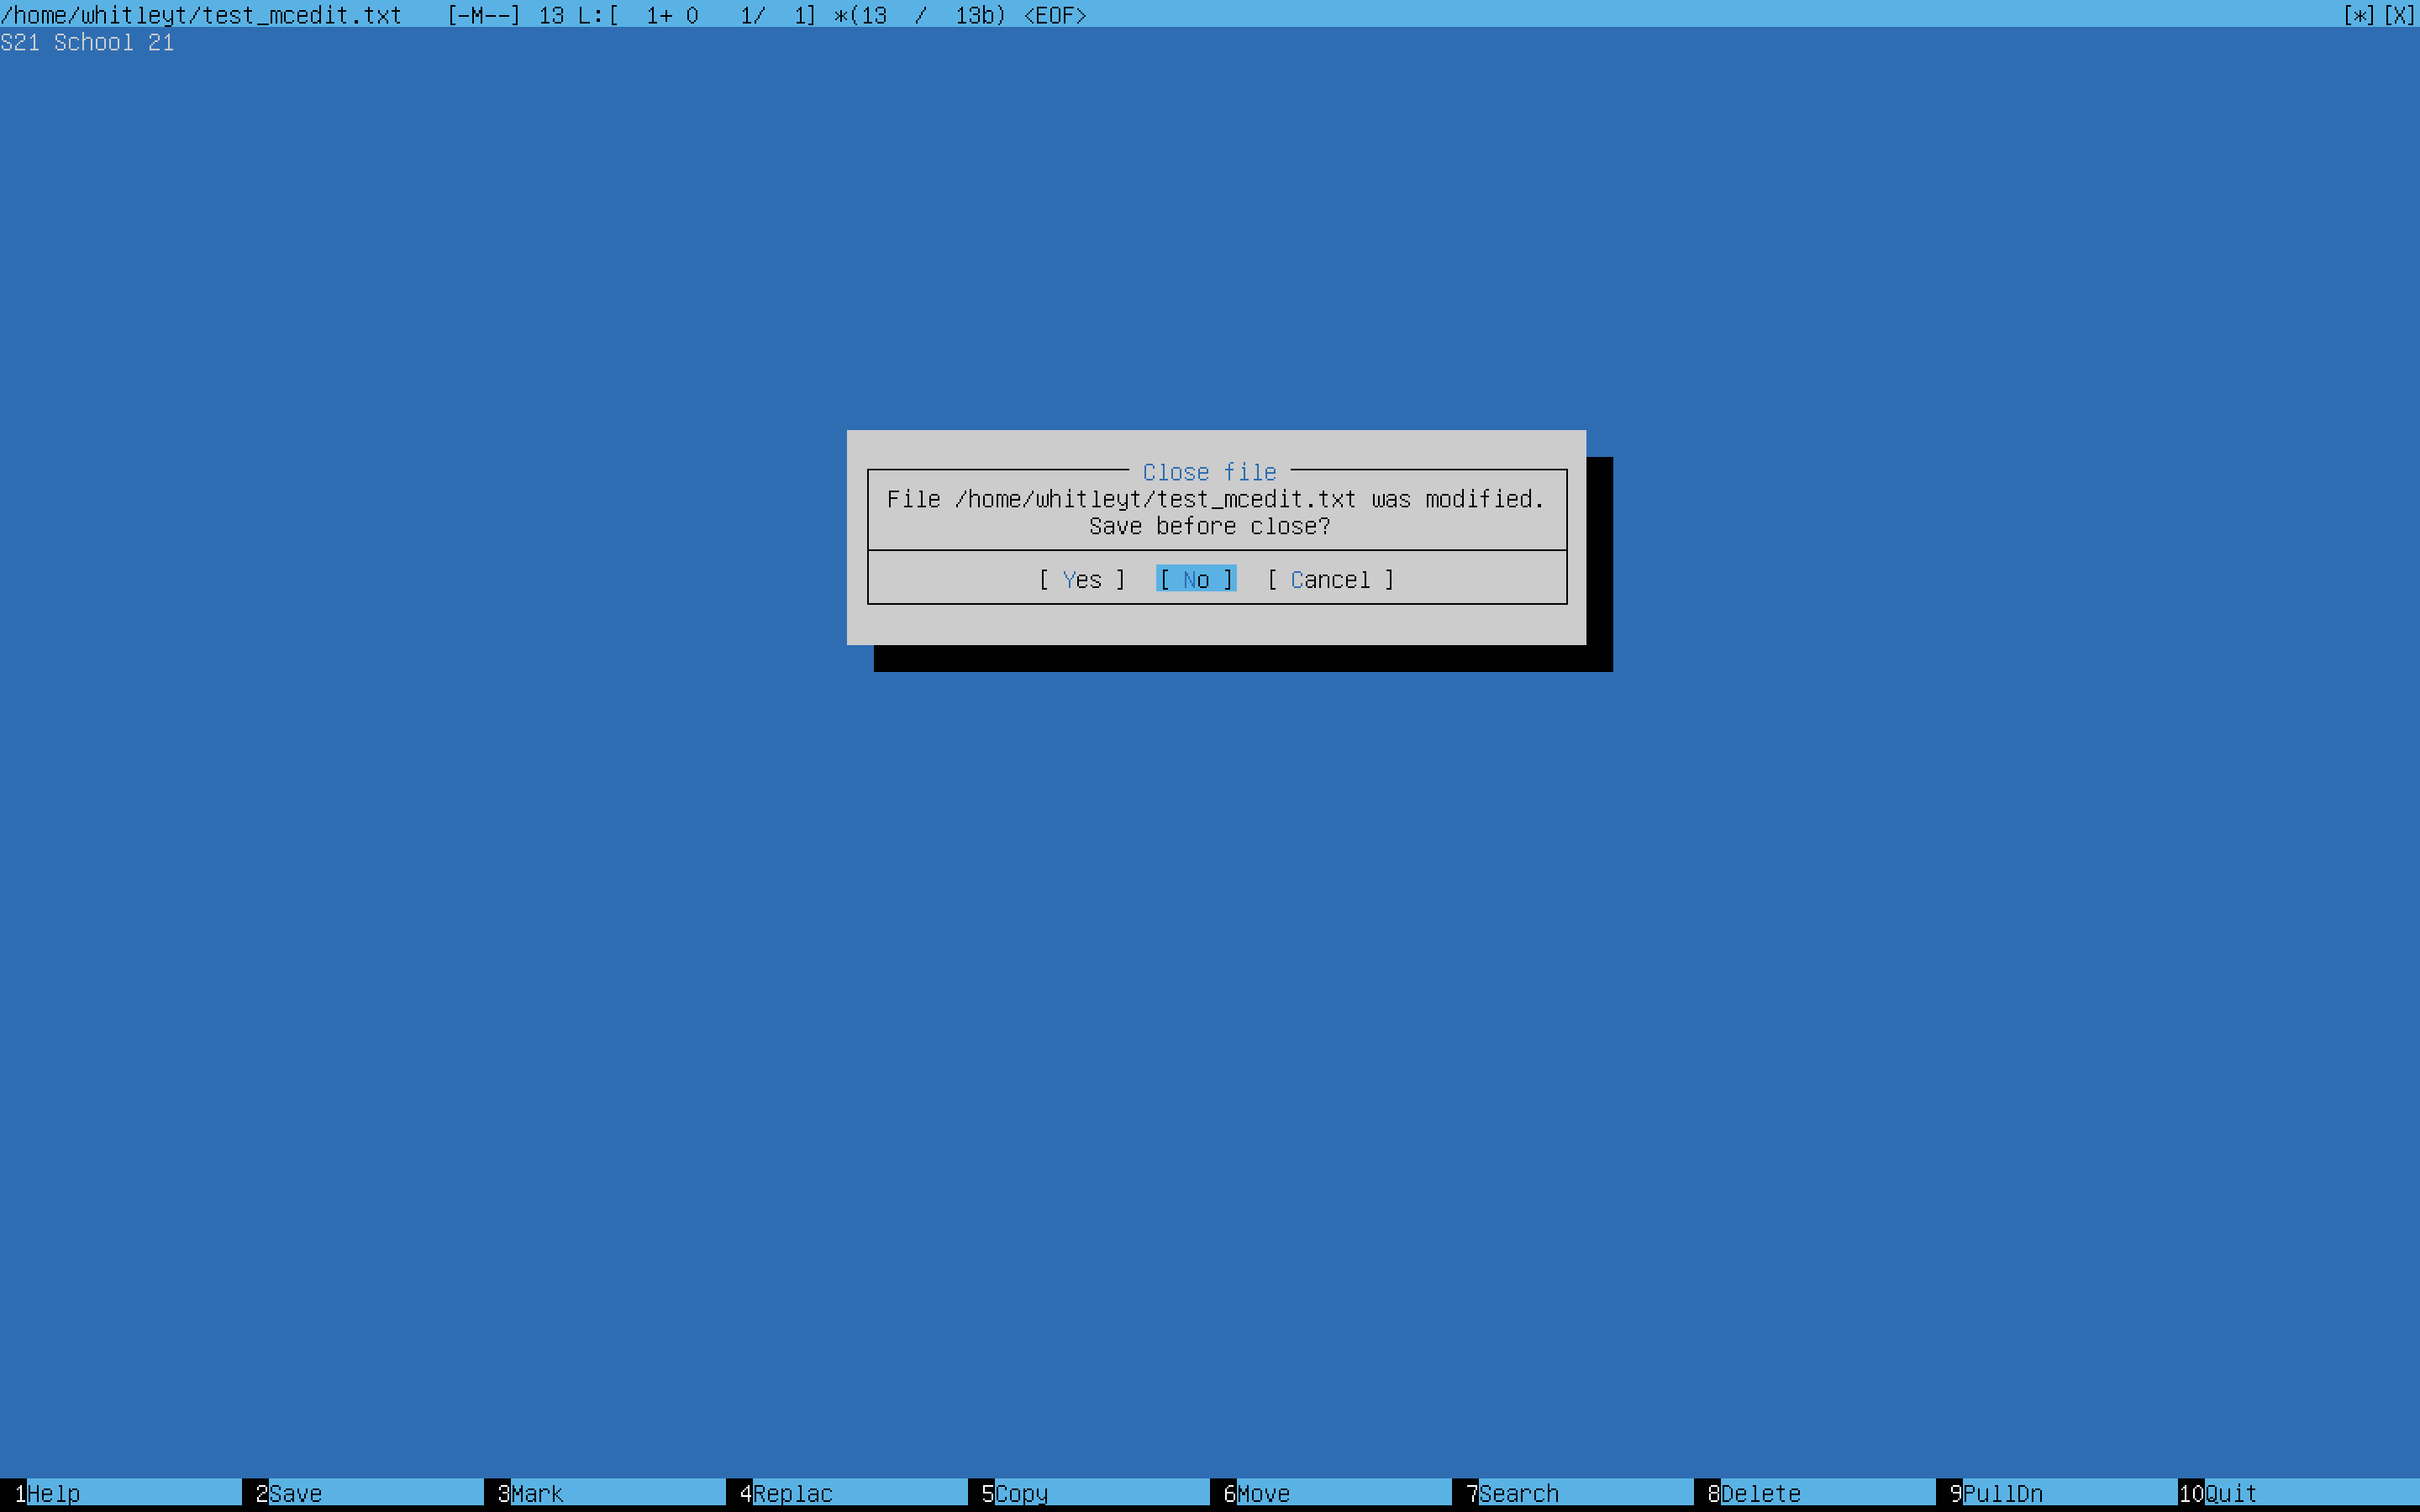 /home/whitleyt/test_mcedit.txt   [-M--] 13 L:[  1+ 0   1/  1] *(13  /  13b) <EOF> [*][X]
S21 School 21
Close file
File /home/whitleyt/test_mcedit.txt was modified.
Save before close?
[ Yes ]  [ No ]  [ Cancel ]
1Help 2Save 3Mark 4Replac 5Copy 6Move 7Search 8Delete 9PullDn 10Quit